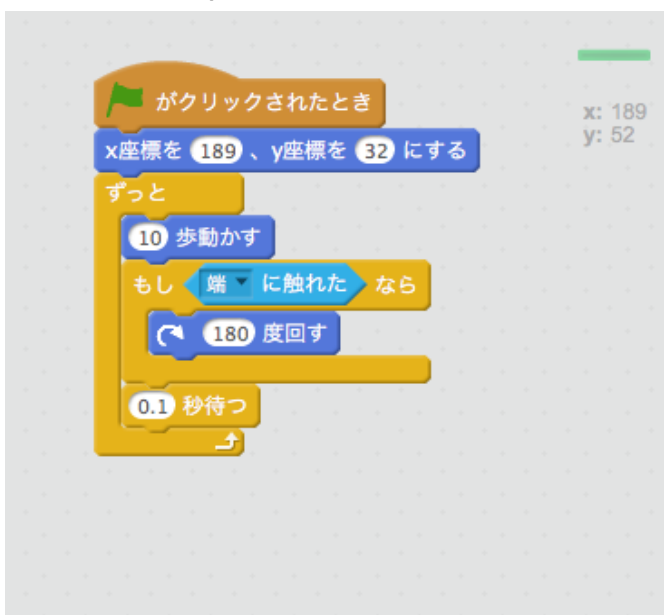 がクリックされたとき
x座標を 189 、y座標を 32 にする
ずっと
10 歩動かす
もし 端 に触れた なら
180 度回す
0.1 秒待つ
x: 189
y: 52